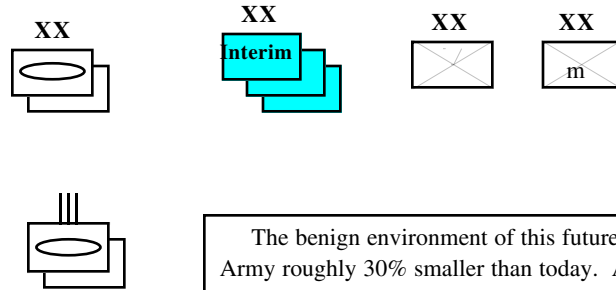 XX
XX
XX
XX
Interim
m
The benign environment of this future
Army roughly 30% smaller than today. A